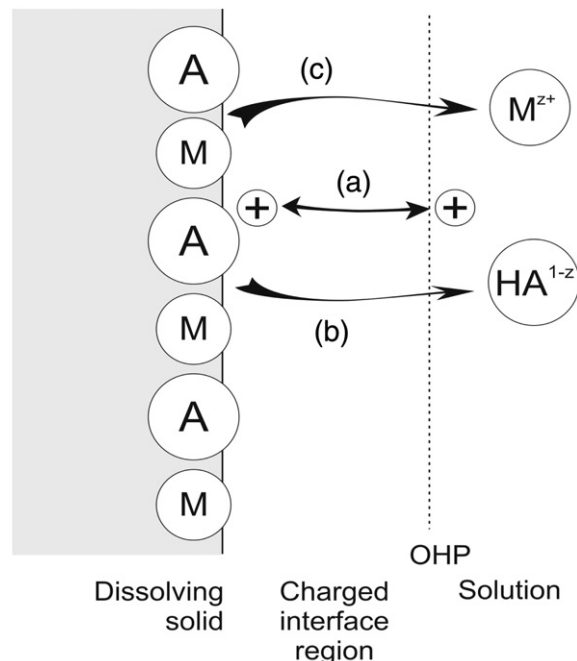 A
(c)
M^z+
M
(a)
+
+
A
HA^1-z
(b)
M
A
M
OHP
Dissolving
solid
Charged
interface
region
Solution